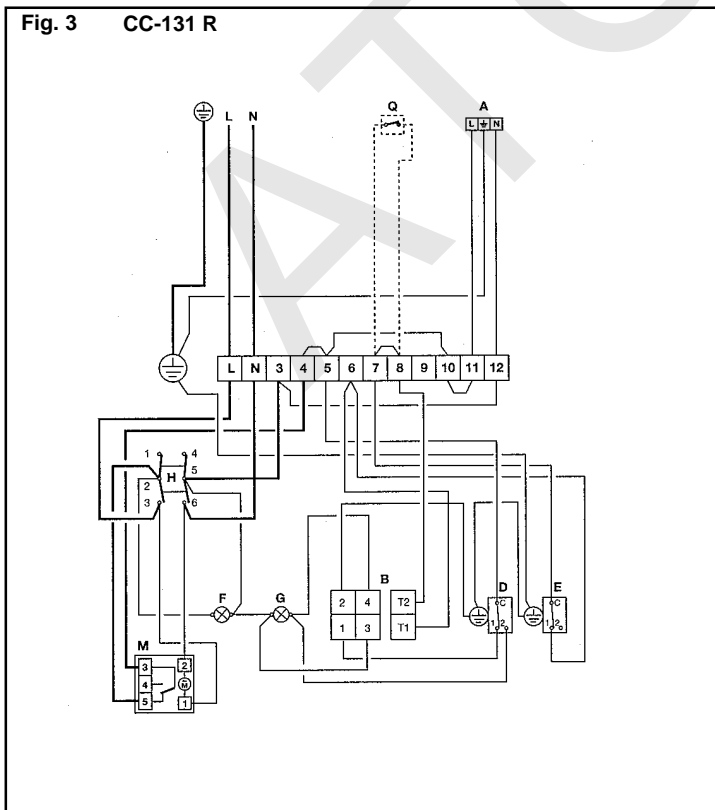 Fig. 3 CC-131 R
L N Q A
L N
L N 3 4 5 6 7 8 9 10 11 12
1 4
H 5
2
3 6
F G B D E
2 4 T2 C C
1 3 T1 1 2 1 2
M
3 2
4 M
5 1